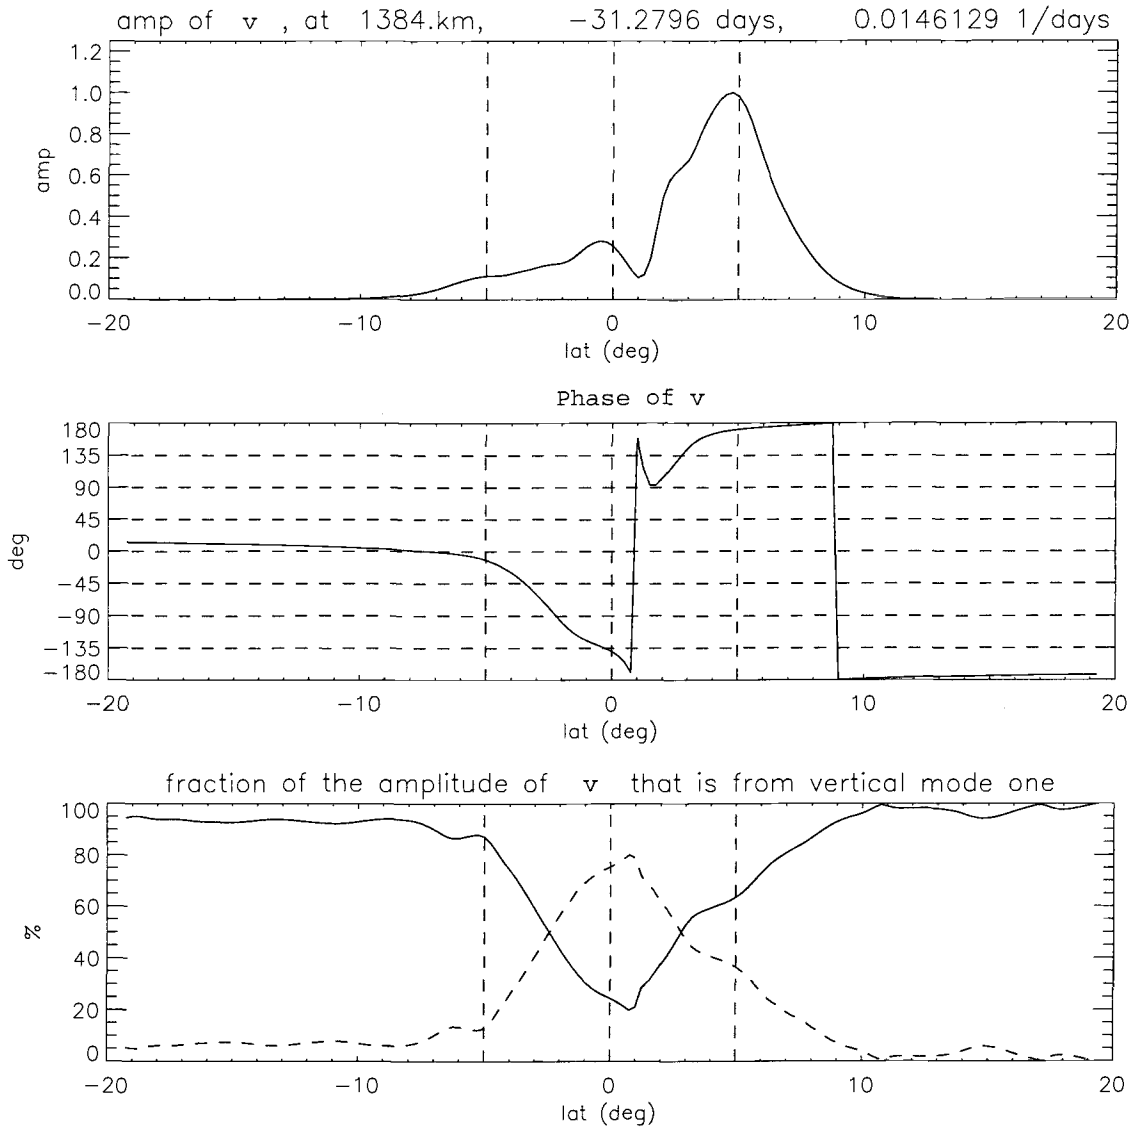 amp of v , at 1384.km, −31.2796 days, 0.0146129 1/days
1.2
1.0
0.8
0.6
0.4
0.2
0.0
amp
−20 −10 0 10 20
lat (deg)
Phase of v
180
135
90
45
0
−45
−90
−135
−180
deg
−20 −10 0 10 20
lat (deg)
fraction of the amplitude of v that is from vertical mode one
100
80
60
40
20
0
%
−20 −10 0 10 20
lat (deg)